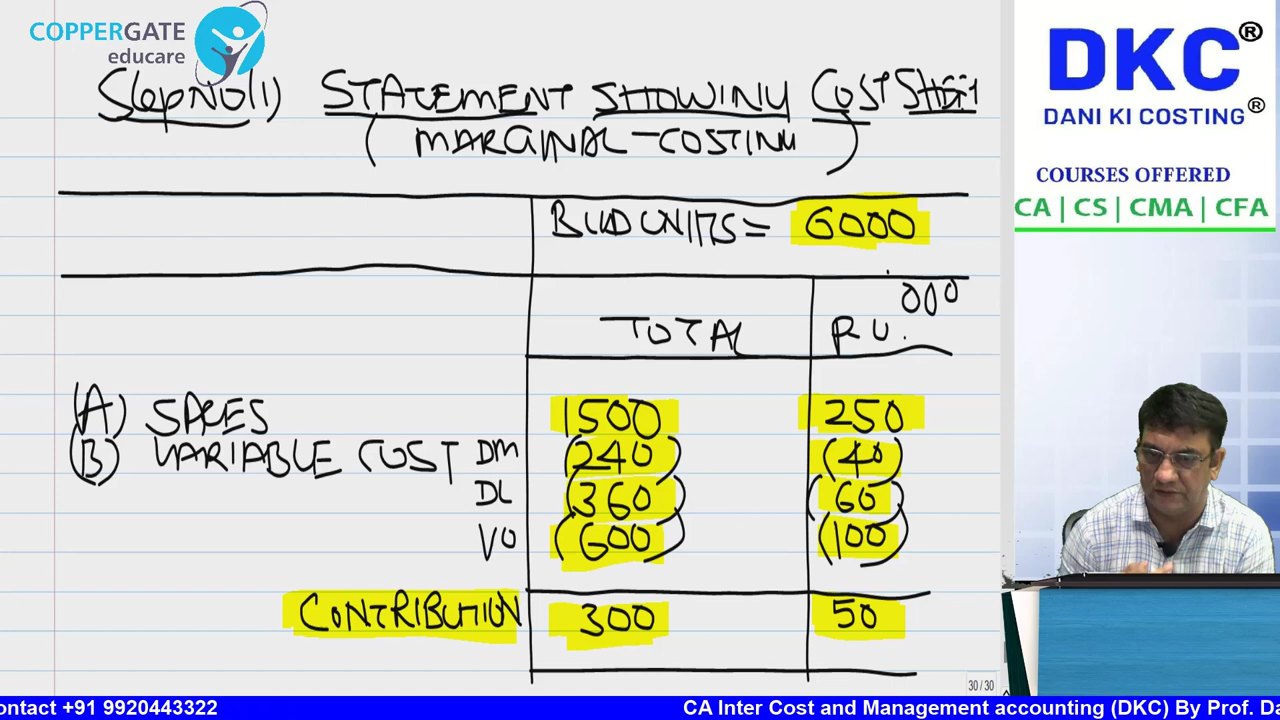 COPPERGATE
educare
DKC®
DANI KI COSTING®
COURSES OFFERED
CA | CS | CMA | CFA
Step NO(1) STATEMENT SHOWING COST SHEET
(MARGINAL-COSTING)
BUD UNITS = 6000
000
TOTAL P.U.
(A) SALES 1500 250
(B) VARIABLE COST DM (240) (40)
DL (360) (60)
VO (600) (100)
CONTRIBUTION 300 50
30/30
ontact +91 9920443322 CA Inter Cost and Management accounting (DKC) By Prof. Da